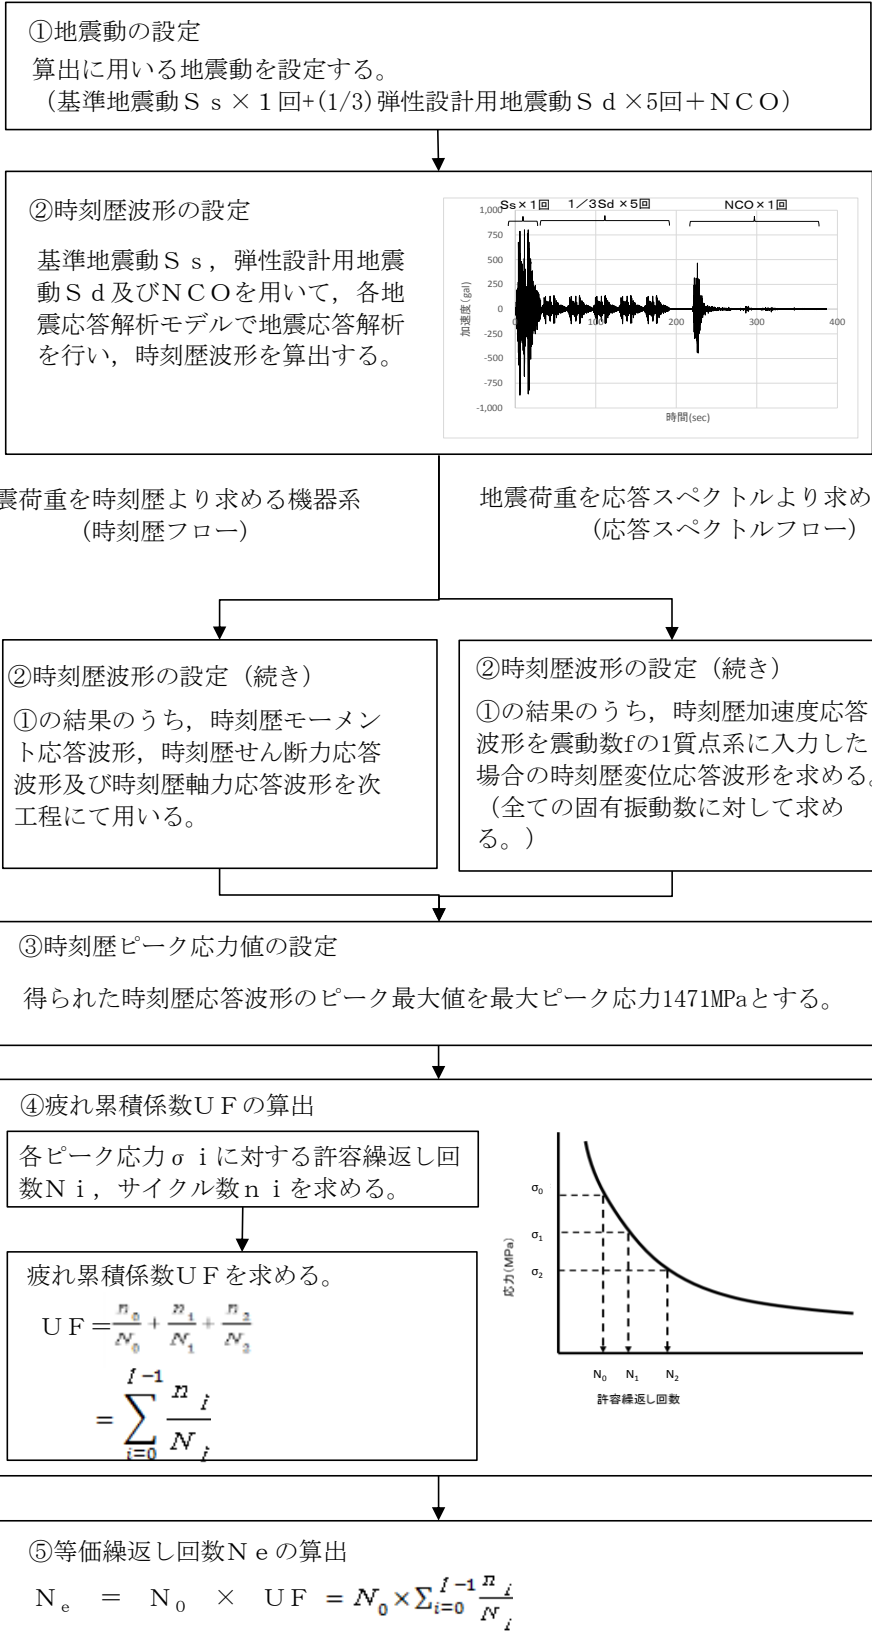 ①地震動の設定
算出に用いる地震動を設定する。
（基準地震動Ｓｓ×１回+(1/3)弾性設計用地震動Ｓｄ×5回＋ＮＣＯ）
②時刻歴波形の設定
基準地震動Ｓｓ，弾性設計用地震
動Ｓｄ及びNCOを用いて，各地
震応答解析モデルで地震応答解析
を行い，時刻歴波形を算出する。
Ss×1回 1／3Sd×5回 NCO×1回
1,000
750
500
250
0
-250
-500
-750
-1,000
加速度(gal)
0 100 200 300 400
時間(sec)
震荷重を時刻歴より求める機器系
（時刻歴フロー）
地震荷重を応答スペクトルより求め
（応答スペクトルフロー）
②時刻歴波形の設定（続き）
①の結果のうち，時刻歴モーメン
ト応答波形，時刻歴せん断力応答
波形及び時刻歴軸力応答波形を次
工程にて用いる。
②時刻歴波形の設定（続き）
①の結果のうち，時刻歴加速度応答
波形を震動数fの1質点系に入力した
場合の時刻歴変位応答波形を求める。
（全ての固有振動数に対して求め
る。）
③時刻歴ピーク応力値の設定
得られた時刻歴応答波形のピーク最大値を最大ピーク応力1471MPaとする。
④疲れ累積係数ＵＦの算出
各ピーク応力σｉに対する許容繰返し回
数Ｎｉ，サイクル数ｎｉを求める。
疲れ累積係数ＵＦを求める。
ＵＦ=n₀/N₀ + n₁/N₁ + n₂/N₂
= ∑_{i=0}^{I-1} n_i/N_i
応力(MPa)
σ₀
σ₁
σ₂
N₀ N₁ N₂
許容繰返し回数
⑤等価繰返し回数Ｎｅの算出
Ｎₑ ＝ Ｎ₀ × ＵＦ = N₀ × ∑_{i=0}^{I-1} n_i/N_i